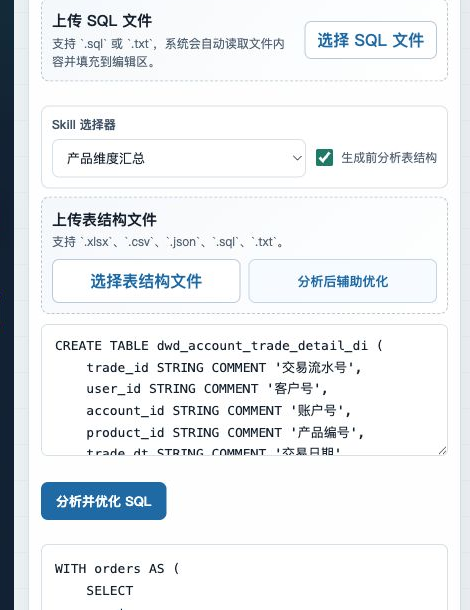 上传 SQL 文件
支持 `.sql` 或 `.txt`，系统会自动读取文件内
容并填充到编辑区。
选择 SQL 文件
Skill 选择器
产品维度汇总
生成前分析表结构
上传表结构文件
支持 `.xlsx`、`.csv`、`.json`、`.sql`、`.txt`。
选择表结构文件
分析后辅助优化
CREATE TABLE dwd_account_trade_detail_di (
    trade_id STRING COMMENT '交易流水号',
    user_id STRING COMMENT '客户号',
    account_id STRING COMMENT '账户号',
    product_id STRING COMMENT '产品编号',
    trade_dt STRING COMMENT '交易日期'
分析并优化 SQL
WITH orders AS (
    SELECT